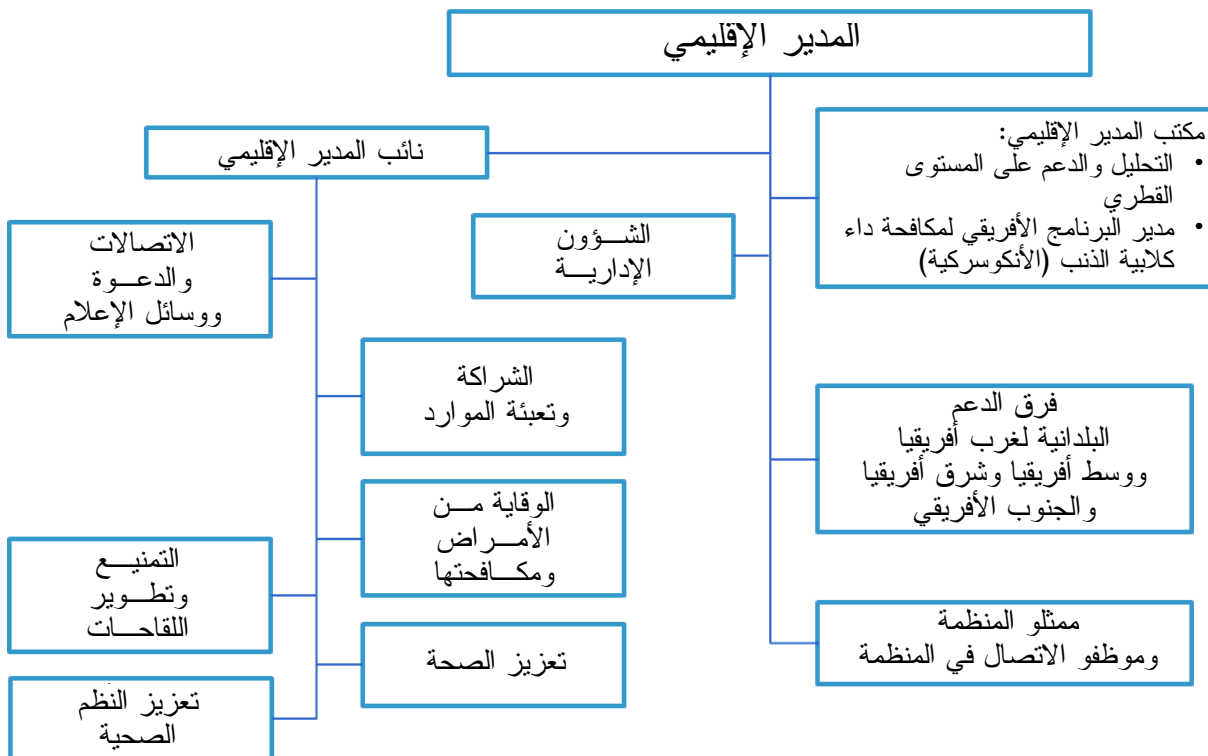 المدير الإقليمي
مكتب المدير الإقليمي:
• التحليل والدعم على المستوى
القطري
• مدير البرنامج الأفريقي لمكافحة داء
كلابية الذنب (الأنكوسركية)
نائب المدير الإقليمي
الشـــؤون
الإداريـــة
الاتصالات
والدعـــوة
ووسائل الإعلام
الشراكة
وتعبئة الموارد
فرق الدعم
البلدانية لغرب أفريقيا
ووسط أفريقيا وشرق أفريقيا
والجنوب الأفريقي
الوقاية مـــن
الأمـــراض
ومكـــافحتها
التمنيـــع
وتطـــوير
اللقاحـــات
ممثلو المنظمة
وموظفو الاتصال في المنظمة
تعزيز الصحة
تعزيز النظم
الصحية